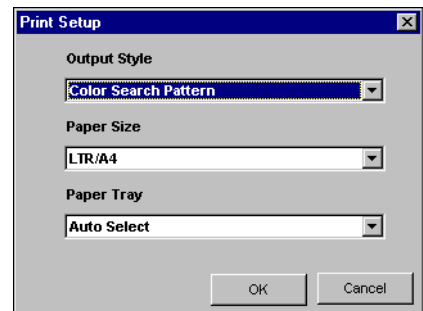 Print Setup
Output Style
Color Search Pattern
Paper Size
LTR/A4
Paper Tray
Auto Select
OK Cancel